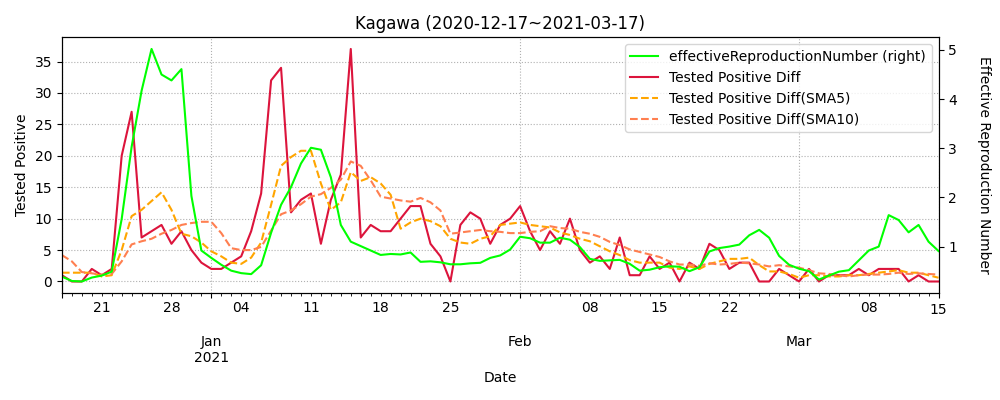 Kagawa (2020-12-17~2021-03-17)
effectiveReproductionNumber (right)
Tested Positive Diff
Tested Positive Diff(SMA5)
Tested Positive Diff(SMA10)
Tested Positive
35
30
25
20
15
10
5
0
5
4
3
2
1
Effective Reproduction Number
21 28 04 11 18 25 08 15 22 08 15
Jan Feb Mar
2021
Date